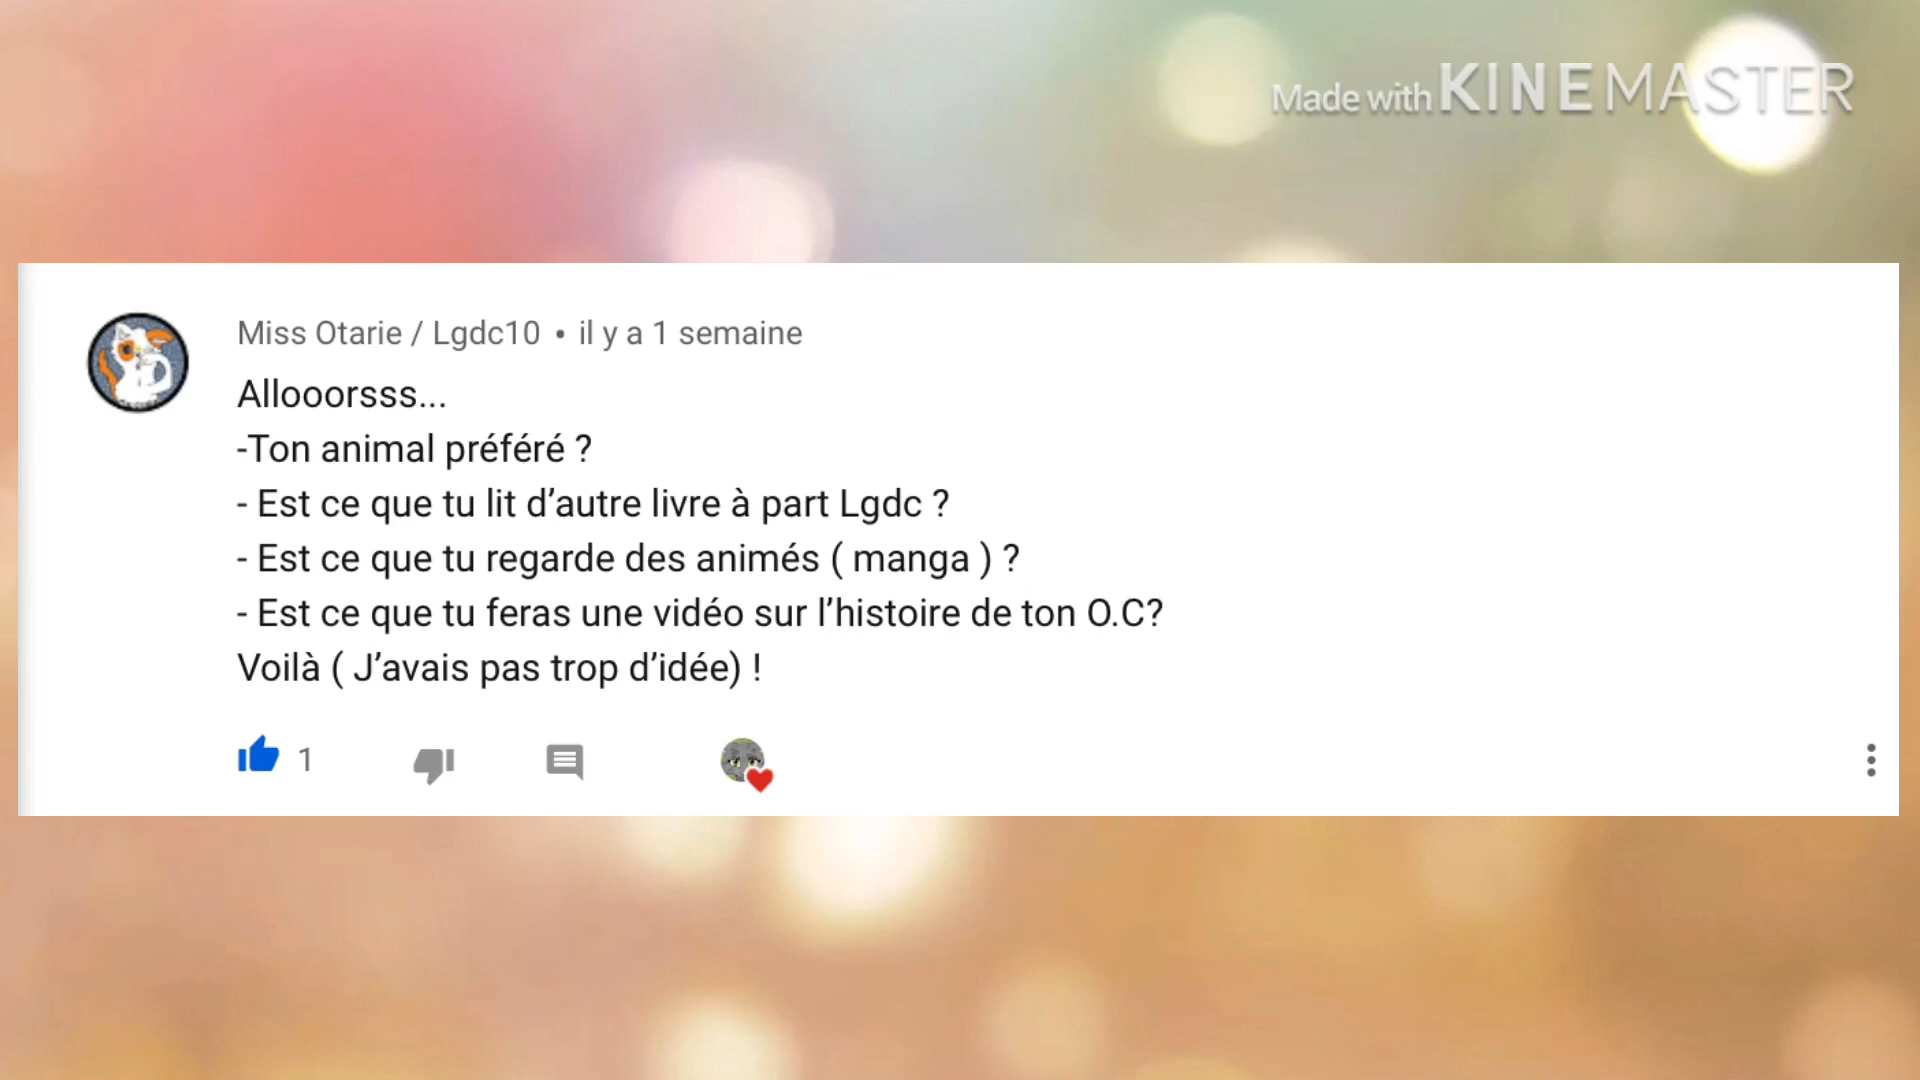 Made with KINEMASTER
Miss Otarie / Lgdc10 • il y a 1 semaine
Allooorsss...
-Ton animal préféré ?
- Est ce que tu lit d’autre livre à part Lgdc ?
- Est ce que tu regarde des animés ( manga ) ?
- Est ce que tu feras une vidéo sur l’histoire de ton O.C?
Voilà ( J’avais pas trop d’idée) !
1